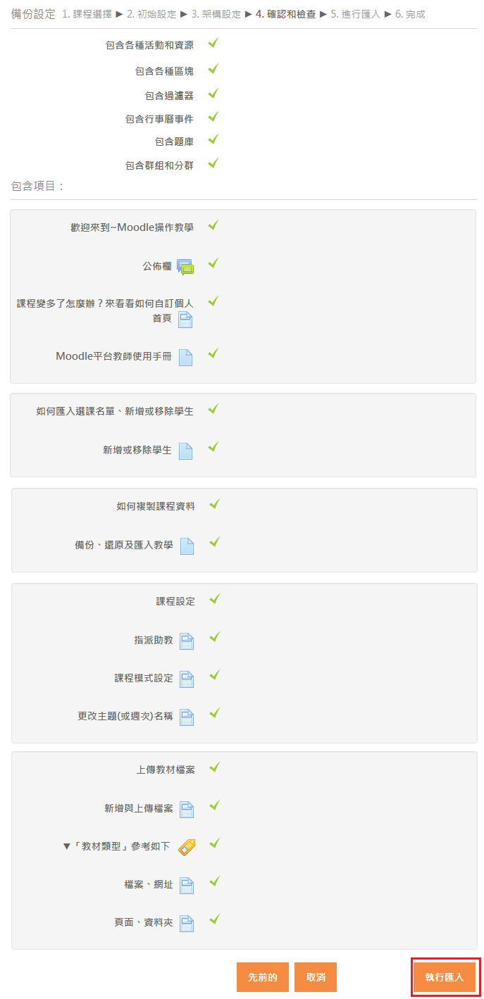 備份設定 1. 課程選擇 ► 2. 初始設定 ► 3. 架構設定 ► 4. 確認和檢查 ► 5. 進行匯入 ► 6. 完成
包含各種活動和資源
包含各種區塊
包含過濾器
包含行事曆事件
包含題庫
包含群組和分群
包含項目：
歡迎來到~Moodle操作教學
公佈欄
課程變多了怎麼辦？來看看如何自訂個人
首頁
Moodle平台教師使用手冊
如何匯入選課名單、新增或移除學生
新增或移除學生
如何複製課程資料
備份、還原及匯入教學
課程設定
指派助教
課程模式設定
更改主題(或週次)名稱
上傳教材檔案
新增與上傳檔案
▼「教材類型」參考如下
檔案、網址
頁面、資料夾
先前的 取消 執行匯入